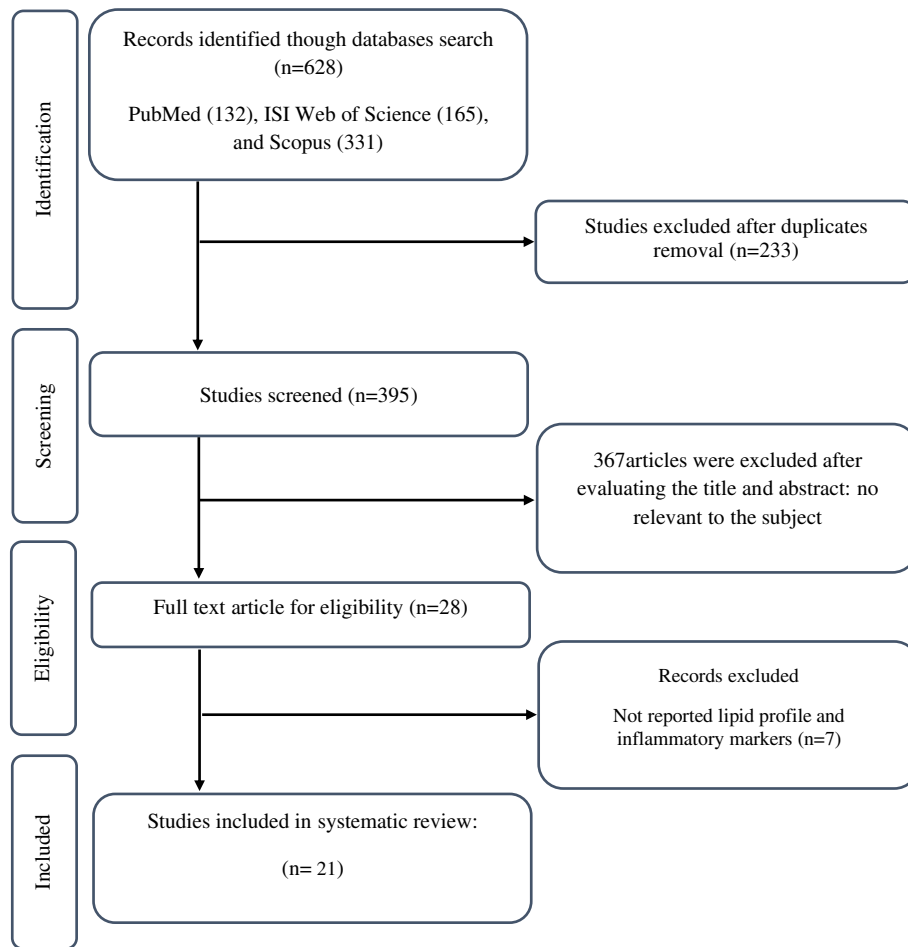 Identification
Records identified though databases search
(n=628)
PubMed (132), ISI Web of Science (165),
and Scopus (331)
Studies excluded after duplicates
removal (n=233)
Screening
Studies screened (n=395)
367articles were excluded after
evaluating the title and abstract: no
relevant to the subject
Eligibility
Full text article for eligibility (n=28)
Records excluded
Not reported lipid profile and
inflammatory markers (n=7)
Included
Studies included in systematic review:
(n= 21)